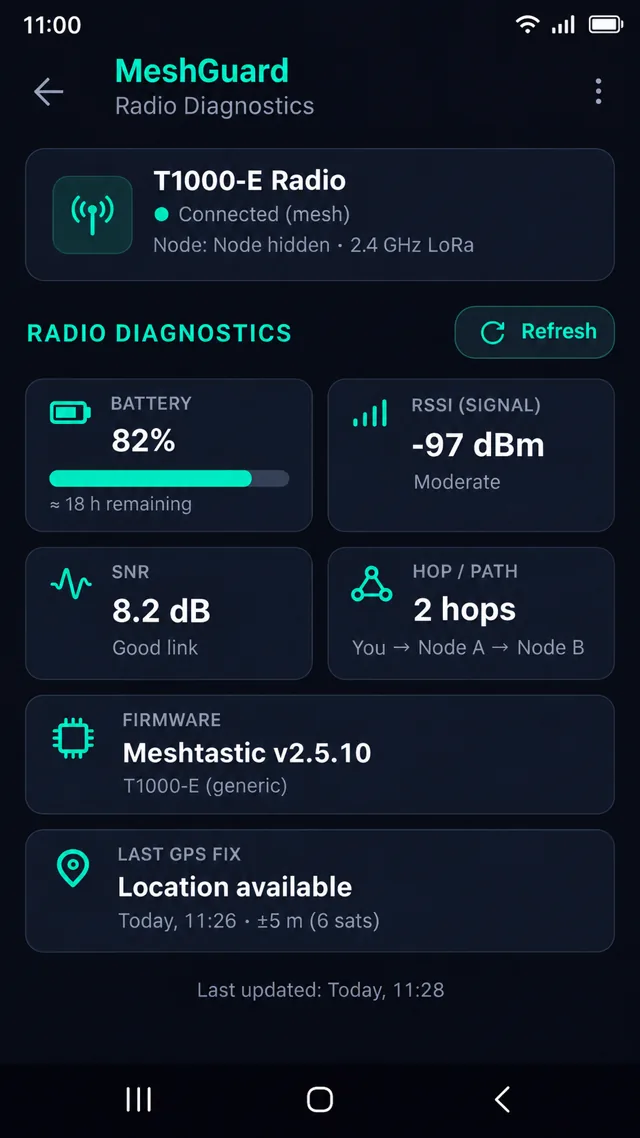 11:00
MeshGuard
Radio Diagnostics
T1000-E Radio
Connected (mesh)
Node: Node hidden · 2.4 GHz LoRa
RADIO DIAGNOSTICS
Refresh
BATTERY
82%
≈ 18 h remaining
RSSI (SIGNAL)
-97 dBm
Moderate
SNR
8.2 dB
Good link
HOP / PATH
2 hops
You → Node A → Node B
FIRMWARE
Meshtastic v2.5.10
T1000-E (generic)
LAST GPS FIX
Location available
Today, 11:26 · ±5 m (6 sats)
Last updated: Today, 11:28